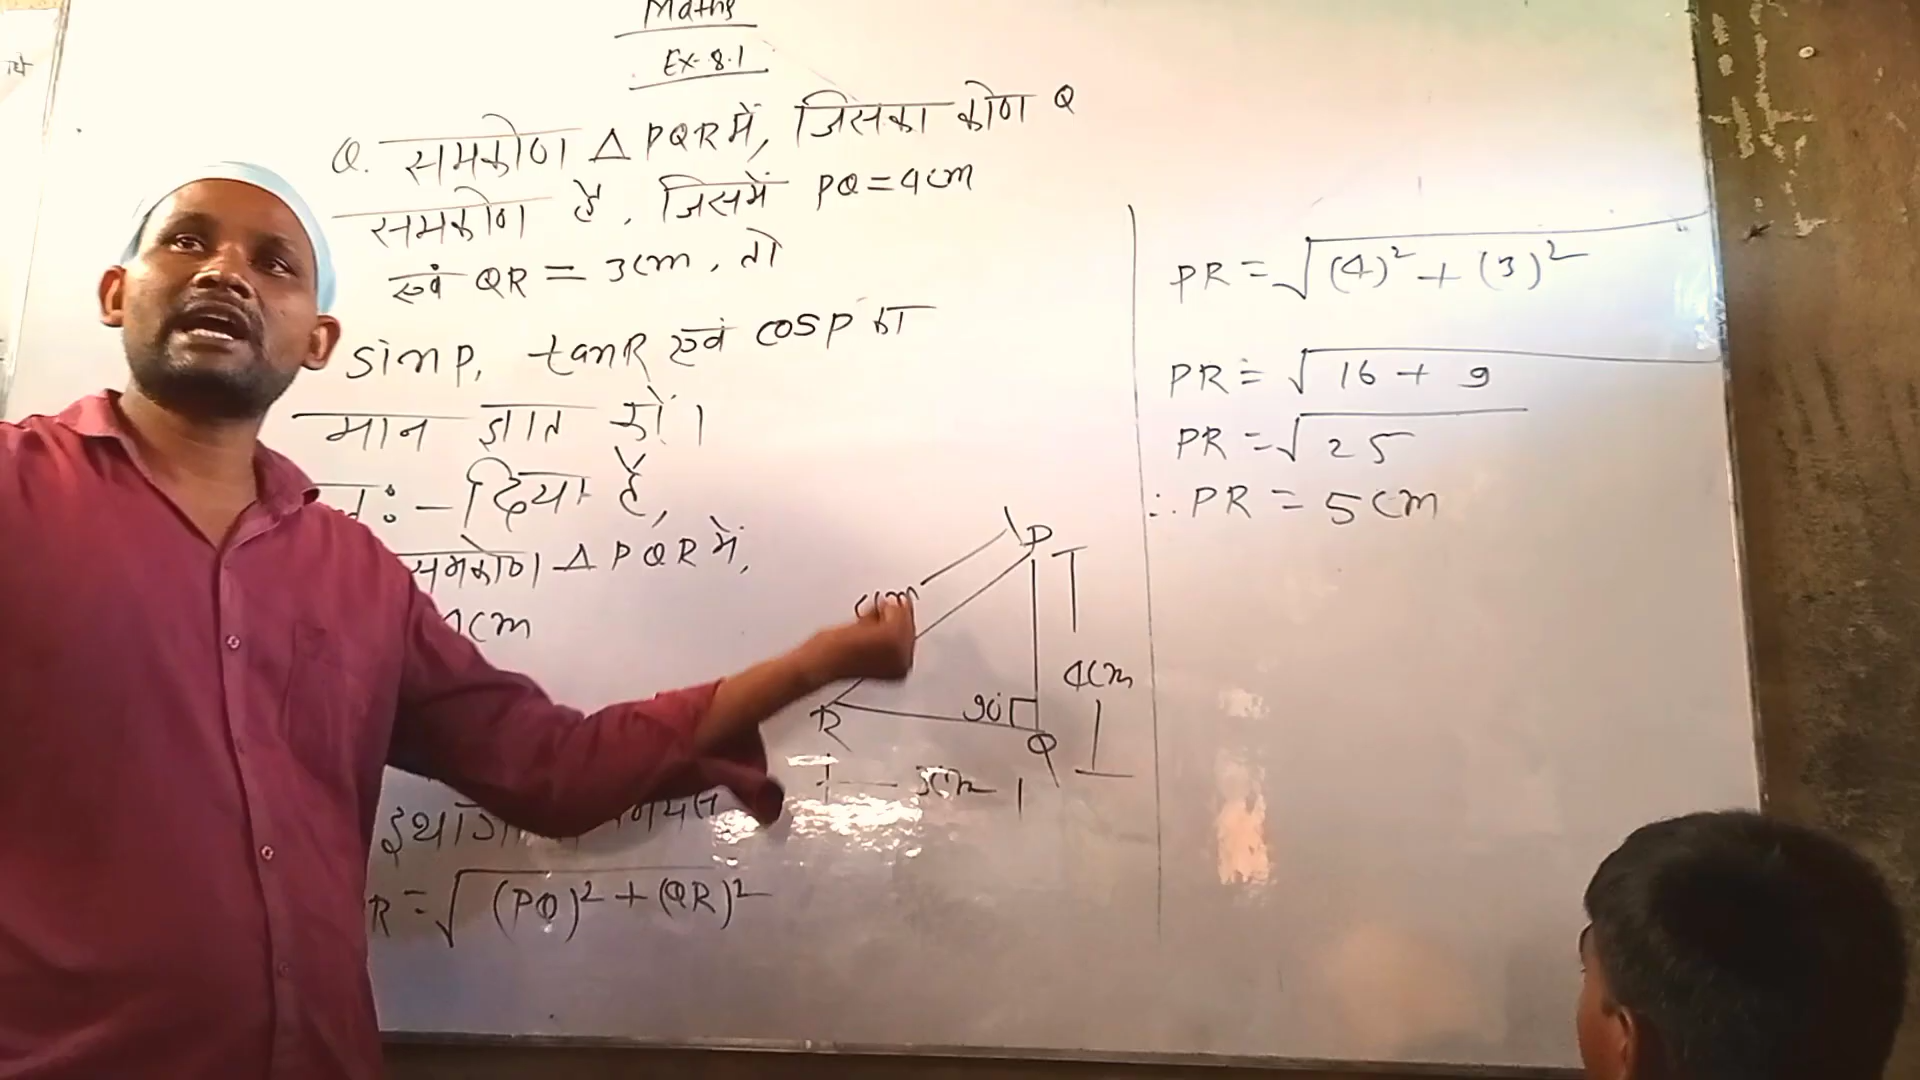 Maths
Ex-8.1
Q. समकोण △ PQR में, जिसका कोण Q
समकोण है, जिसमें PQ = 4cm
एवं QR = 3cm, तो
sinP, tanR एवं cosP का
मान ज्ञात करें।
:- दिया है,
समकोण △ PQR में,
4cm
R = √(PQ)² + (QR)²
P
cm
4cm
90°
R
Q
3cm
PR = √(4)² + (3)²
PR = √16 + 9
PR = √25
∴ PR = 5cm